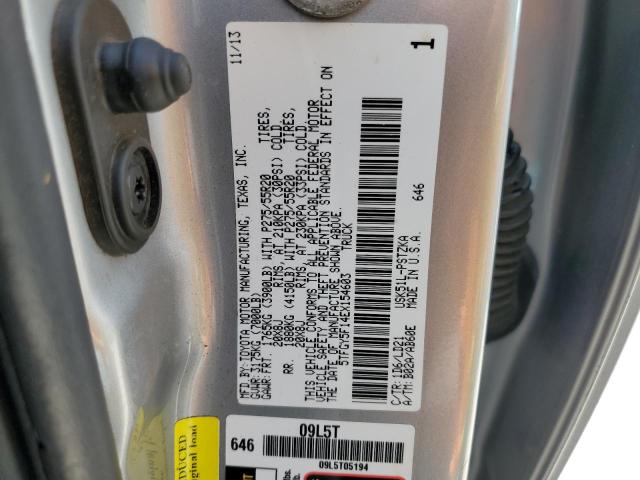 MFD.BY:TOYOTA MOTOR MANUFACTURING, TEXAS, INC. 11/13
GVWR:3175KG(7000LB)
GAWR:FRT. 1765KG (3900LB) WITH P275/55R20 TIRES,
20X8J RIMS, AT 210KPA (30PSI) COLD
RR. 1880KG (4150LB) WITH P275/55R20 TIRES,
20X8J RIMS, AT 230KPA (33PSI) COLD
THIS VEHICLE CONFORMS TO ALL APPLICABLE FEDERAL MOTOR
VEHICLE SAFETY AND THEFT PREVENTION STANDARDS IN EFFECT ON
THE DATE OF MANUFACTURE SHOWN ABOVE.
5TFGY5F14EX154603 TRUCK
1
646
C/TR:1D6/LD21
A/TM:B02A/AB60E
USK51L-PSTZKA
MADE IN U.S.A.
646
09L5T
09L5T05194
lbs.